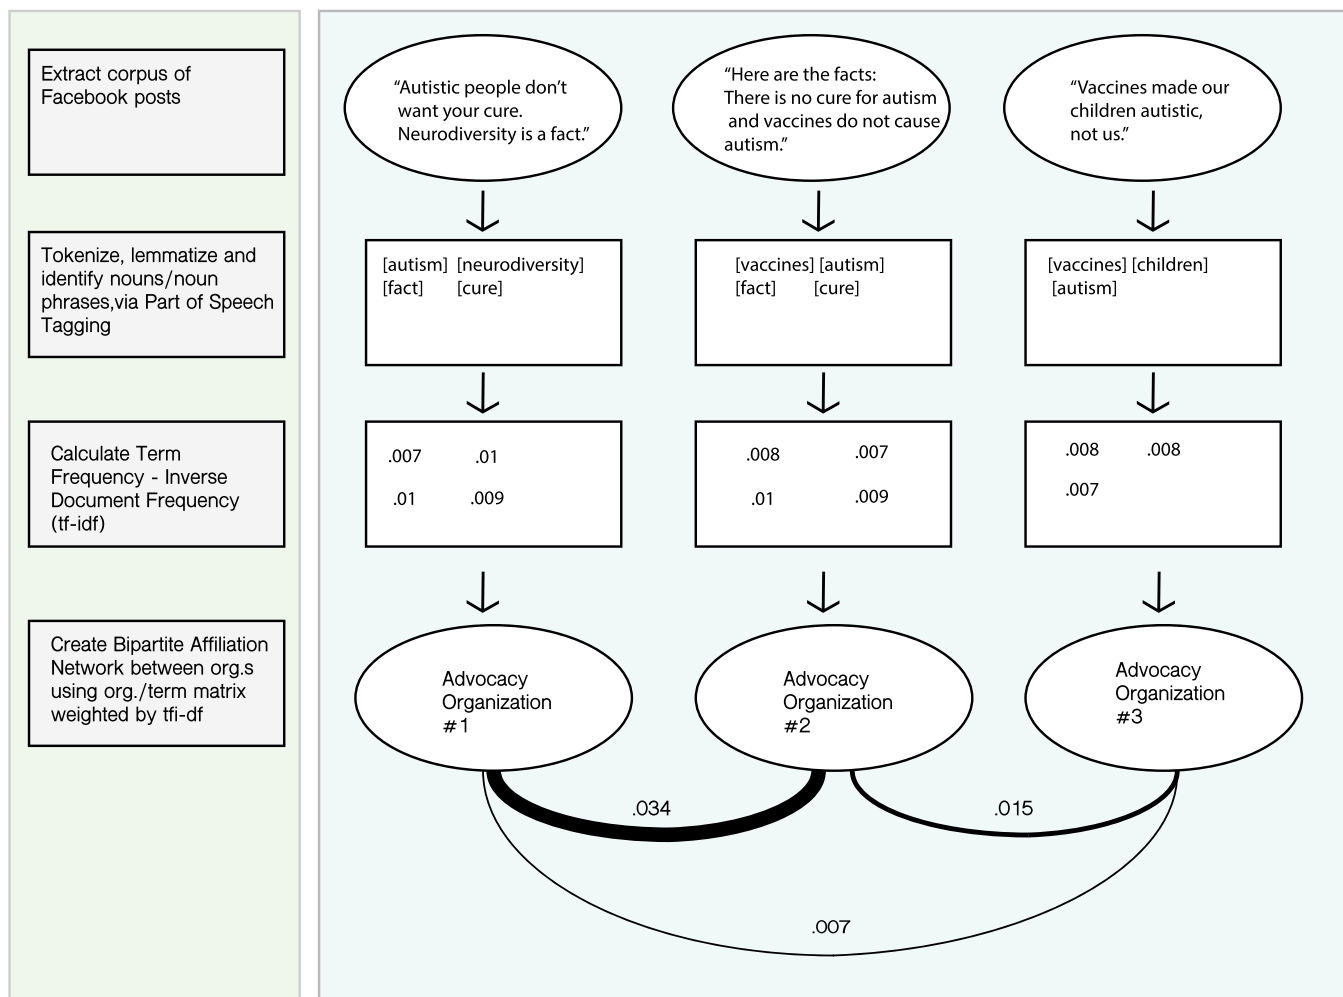 Extract corpus of
Facebook posts
“Autistic people don’t
want your cure.
Neurodiversity is a fact.”
“Here are the facts:
There is no cure for autism
and vaccines do not cause
autism.”
“Vaccines made our
children autistic,
not us.”
Tokenize, lemmatize and
identify nouns/noun
phrases,via Part of Speech
Tagging
[autism] [neurodiversity]
[fact] [cure]
[vaccines] [autism]
[fact] [cure]
[vaccines] [children]
[autism]
Calculate Term
Frequency - Inverse
Document Frequency
(tf-idf)
.007 .01
.01 .009
.008 .007
.01 .009
.008 .008
.007
Create Bipartite Affiliation
Network between org.s
using org./term matrix
weighted by tfi-df
Advocacy
Organization
#1
Advocacy
Organization
#2
Advocacy
Organization
#3
.034
.015
.007